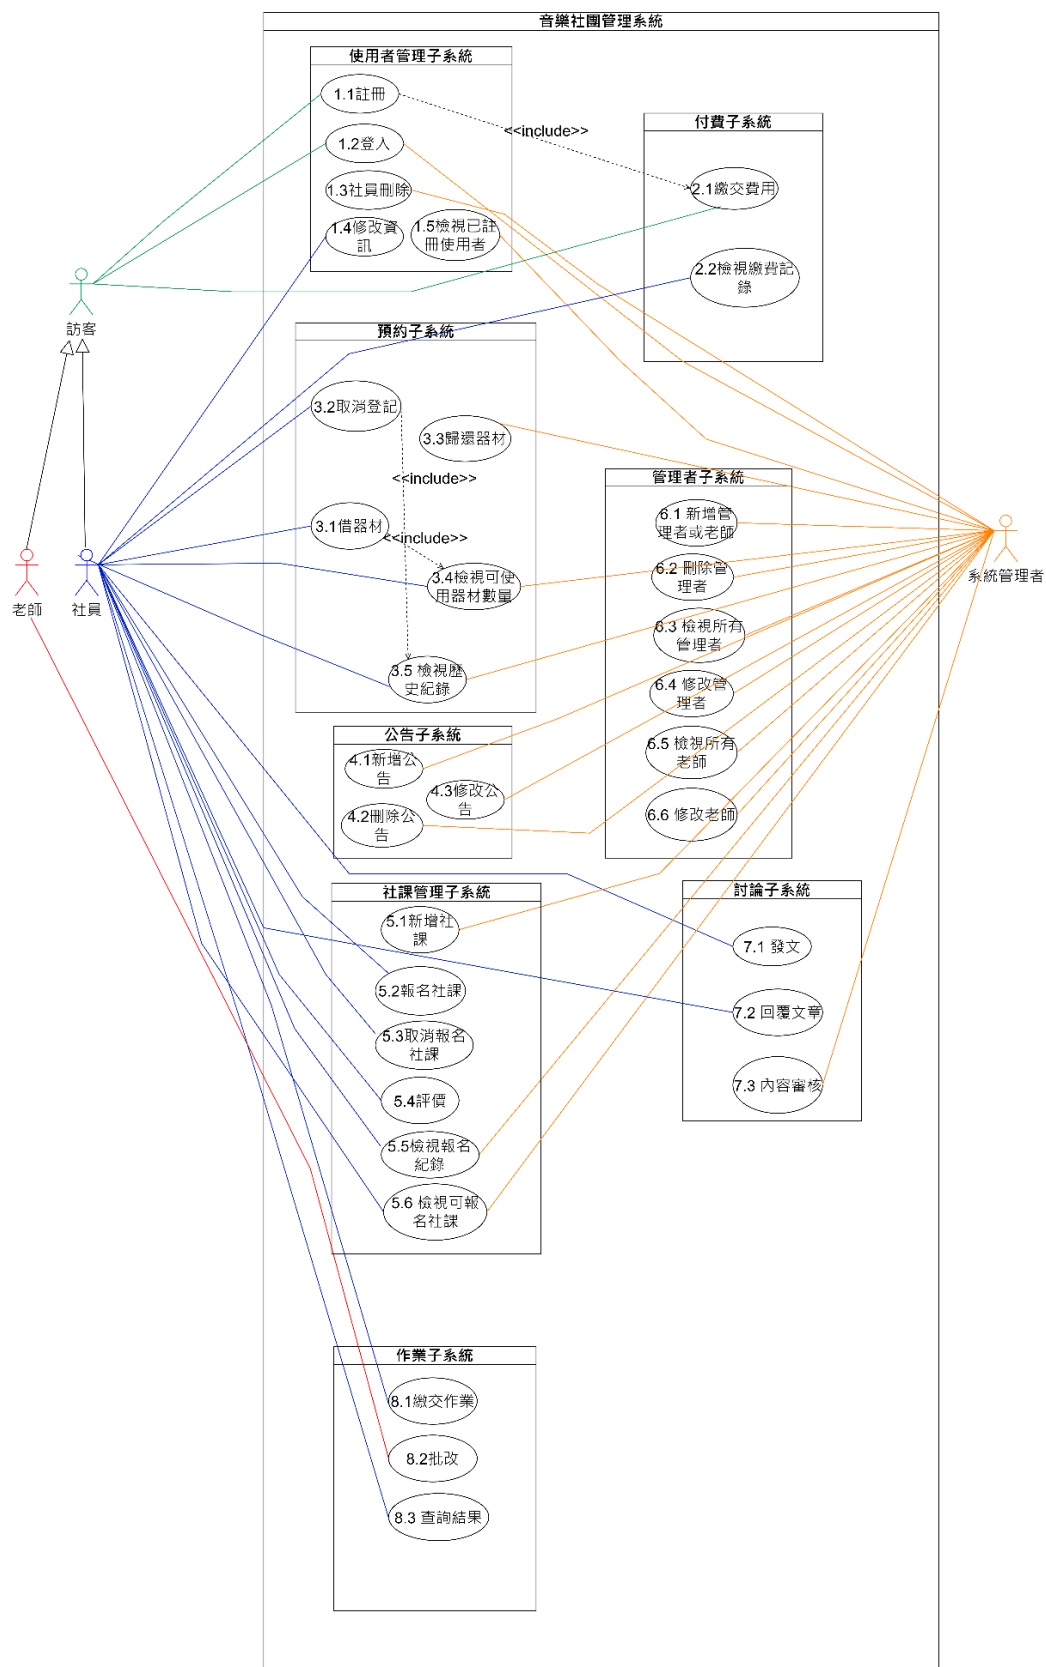 音樂社團管理系統
使用者管理子系統
1.1註冊
<<include>>
1.2登入
1.3社員刪除
1.4修改資
訊
1.5檢視已註
冊使用者
付費子系統
2.1繳交費用
2.2檢視繳費記
錄
訪客
預約子系統
3.2取消登記
3.3歸還器材
<<include>>
3.1借器材
<<include>>
3.4檢視可使
用器材數量
3.5 檢視歷
史紀錄
管理者子系統
6.1 新增管
理者或老師
6.2 刪除管
理者
6.3 檢視所有
管理者
6.4 修改管
理者
6.5 檢視所有
老師
6.6 修改老師
老師
社員
系統管理者
公告子系統
4.1新增公
告
4.3修改公
告
4.2刪除公
告
社課管理子系統
5.1新增社
課
5.2報名社課
5.3取消報名
社課
5.4評價
5.5檢視報名
紀錄
5.6 檢視可報
名社課
討論子系統
7.1 發文
7.2 回覆文章
7.3 內容審核
作業子系統
8.1繳交作業
8.2批改
8.3 查詢結果